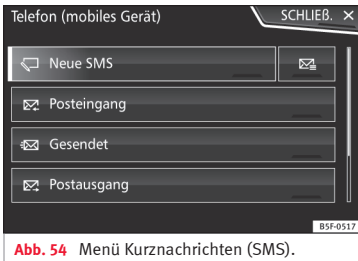 Telefon (mobiles Gerät) SCHLIEẞ. ×
Neue SMS
Posteingang
Gesendet
Postausgang
B5F-0517
Abb. 54 Menü Kurznachrichten (SMS).